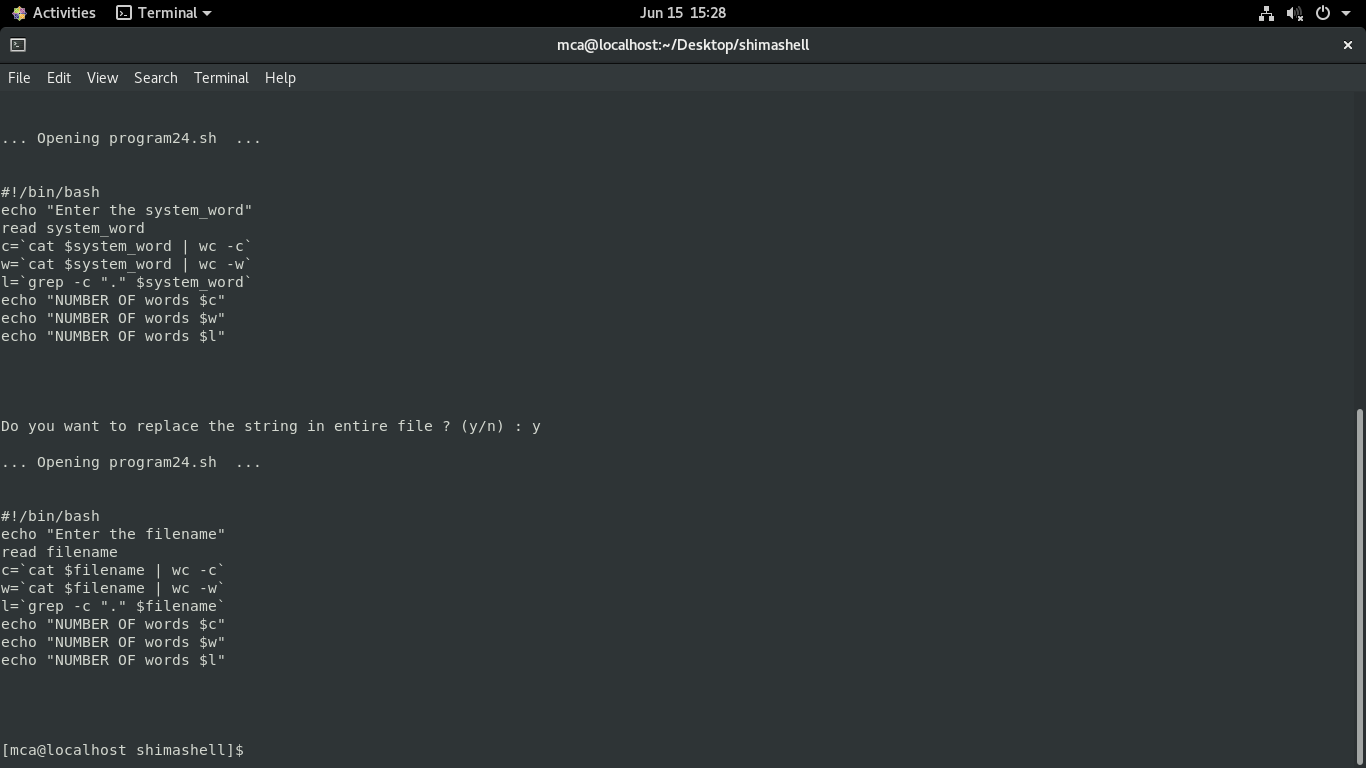 Activities Terminal Jun 15 15:28
mca@localhost:~/Desktop/shimashell ×
File Edit View Search Terminal Help
... Opening program24.sh  ...
#!/bin/bash
echo "Enter the system_word"
read system_word
c=`cat $system_word | wc -c`
w=`cat $system_word | wc -w`
l=`grep -c "." $system_word`
echo "NUMBER OF words $c"
echo "NUMBER OF words $w"
echo "NUMBER OF words $l"
Do you want to replace the string in entire file ? (y/n) : y
... Opening program24.sh  ...
#!/bin/bash
echo "Enter the filename"
read filename
c=`cat $filename | wc -c`
w=`cat $filename | wc -w`
l=`grep -c "." $filename`
echo "NUMBER OF words $c"
echo "NUMBER OF words $w"
echo "NUMBER OF words $l"
[mca@localhost shimashell]$